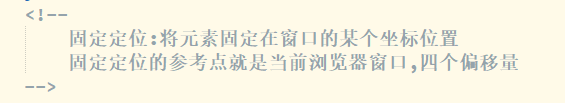 <!--
固定定位:将元素固定在窗口的某个坐标位置
固定定位的参考点就是当前浏览器窗口,四个偏移量
-->